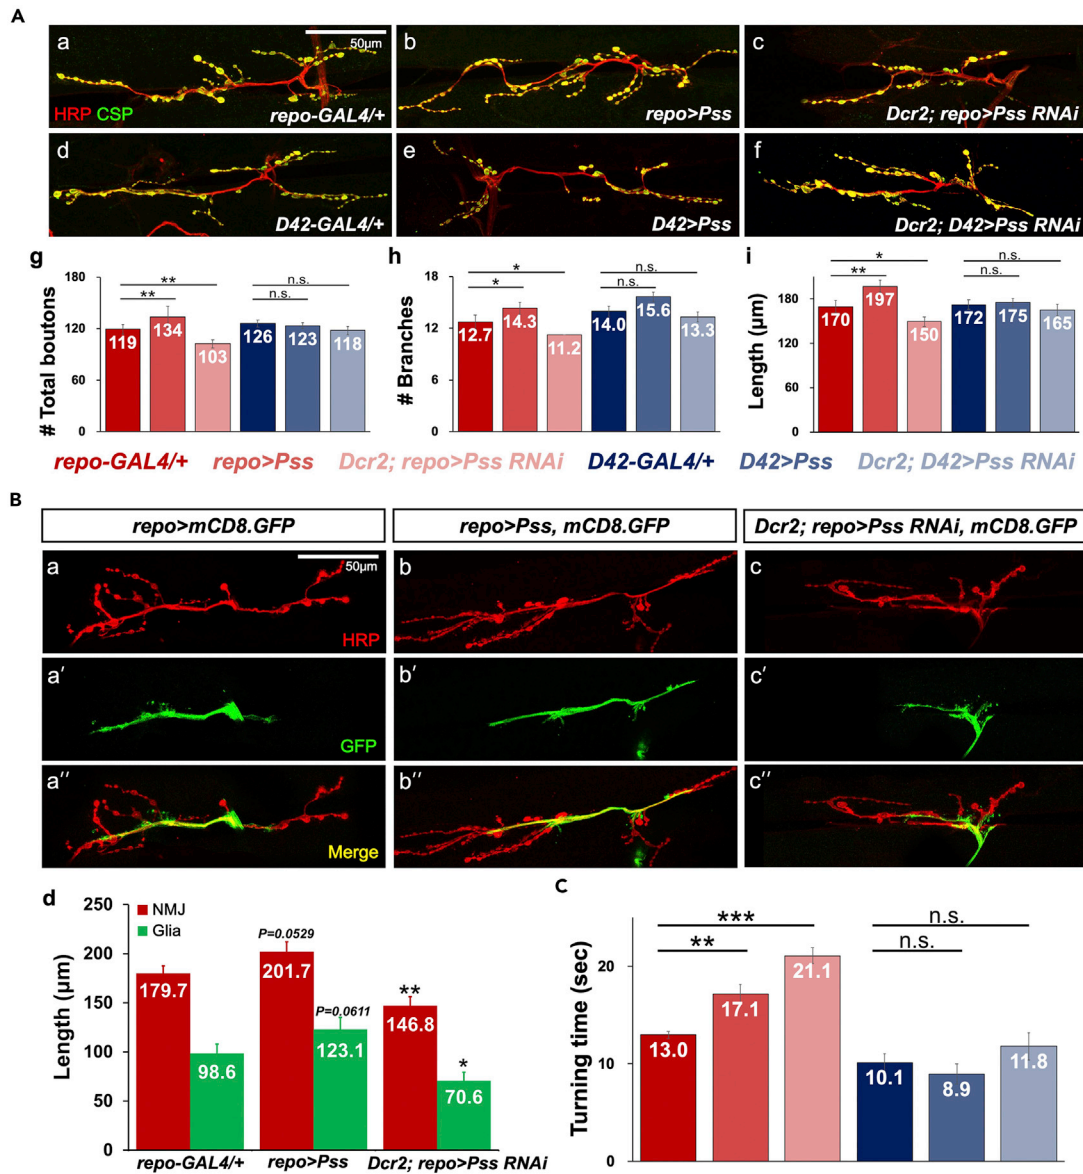 A
a
50μm
b
c
HRP CSP
repo-GAL4/+
repo>Pss
Dcr2; repo>Pss RNAi
d
e
f
D42-GAL4/+
D42>Pss
Dcr2; D42>Pss RNAi
g
h
i
# Total boutons
180
120
60
0
**
**
n.s.
n.s.
119
134
103
126
123
118
# Branches
18
12
6
0
*
*
n.s.
n.s.
12.7
14.3
11.2
14.0
15.6
13.3
Length (μm)
180
120
60
0
*
**
n.s.
n.s.
170
197
150
172
175
165
repo-GAL4/+ repo>Pss Dcr2; repo>Pss RNAi D42-GAL4/+ D42>Pss Dcr2; D42>Pss RNAi
B
repo>mCD8.GFP
repo>Pss, mCD8.GFP
Dcr2; repo>Pss RNAi, mCD8.GFP
a
50μm
b
c
HRP
a′
b′
c′
GFP
a″
b″
c″
Merge
d
Length (μm)
250
200
150
100
50
0
NMJ
Glia
P=0.0529
P=0.0611
**
*
179.7
98.6
201.7
123.1
146.8
70.6
repo-GAL4/+
repo>Pss
Dcr2; repo>Pss RNAi
C
Turning time (sec)
20
10
0
***
**
n.s.
n.s.
13.0
17.1
21.1
10.1
8.9
11.8